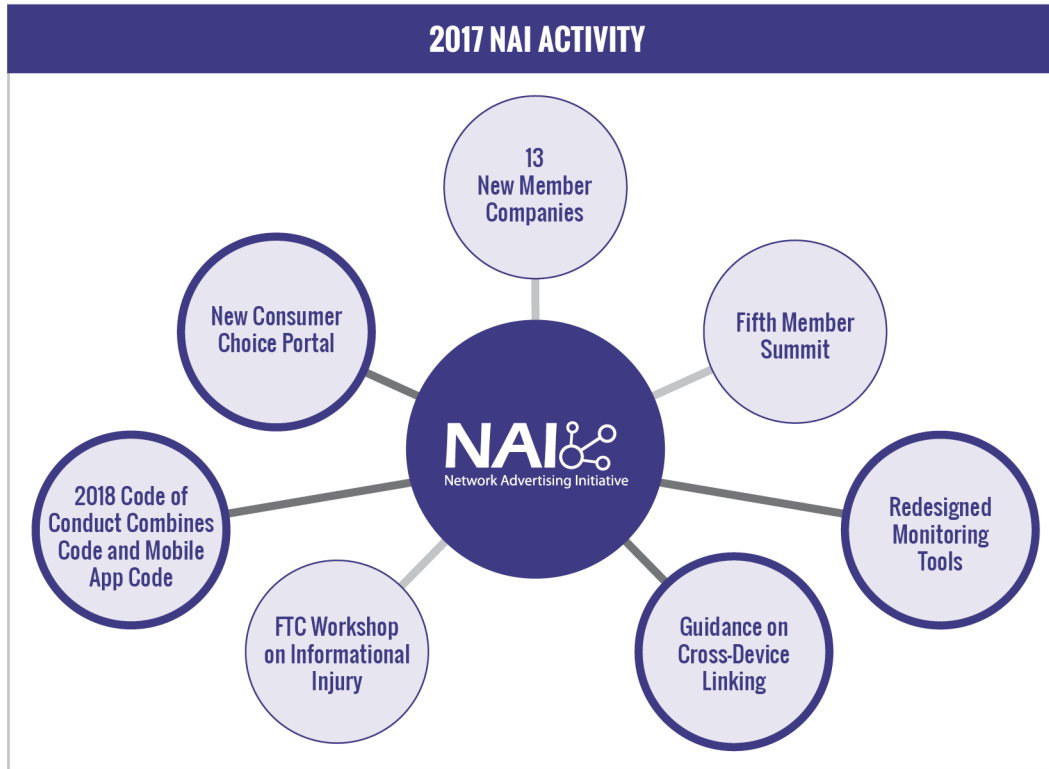 2017 NAI ACTIVITY
13
New Member
Companies
New Consumer
Choice Portal
Fifth Member
Summit
NAI
Network Advertising Initiative
2018 Code of
Conduct Combines
Code and Mobile
App Code
Redesigned
Monitoring
Tools
FTC Workshop
on Informational
Injury
Guidance on
Cross-Device
Linking